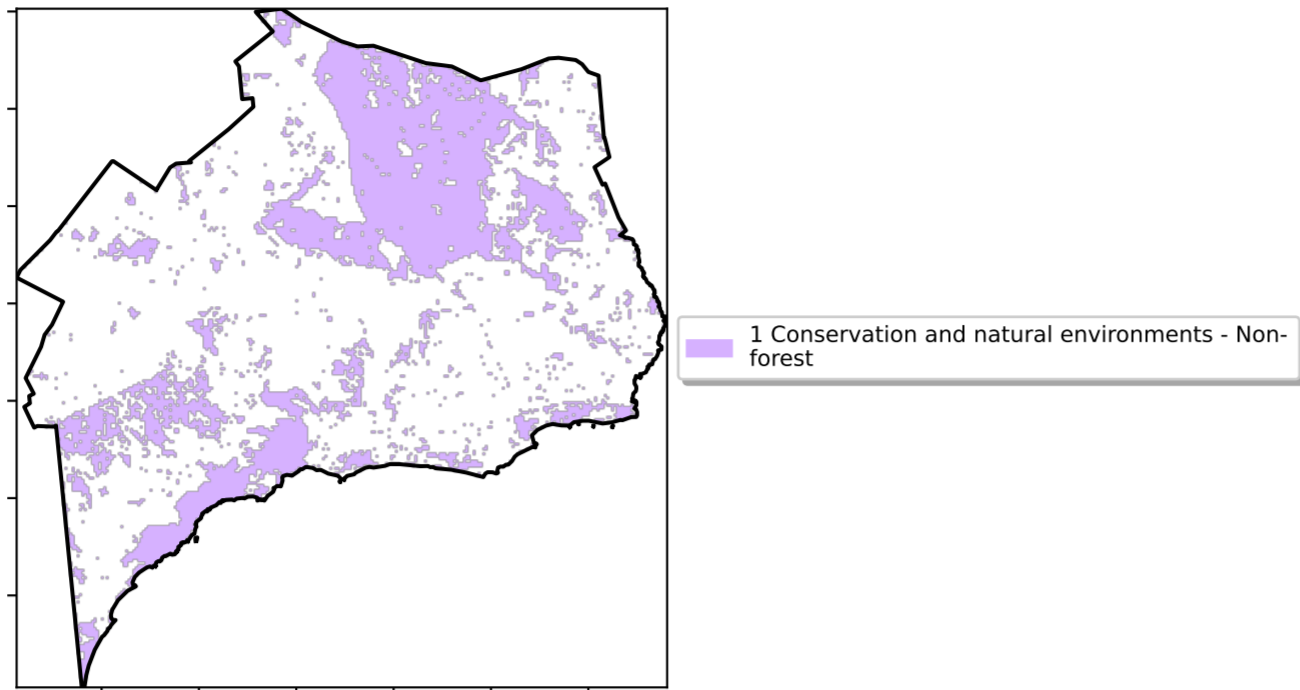 1 Conservation and natural environments - Non-
forest